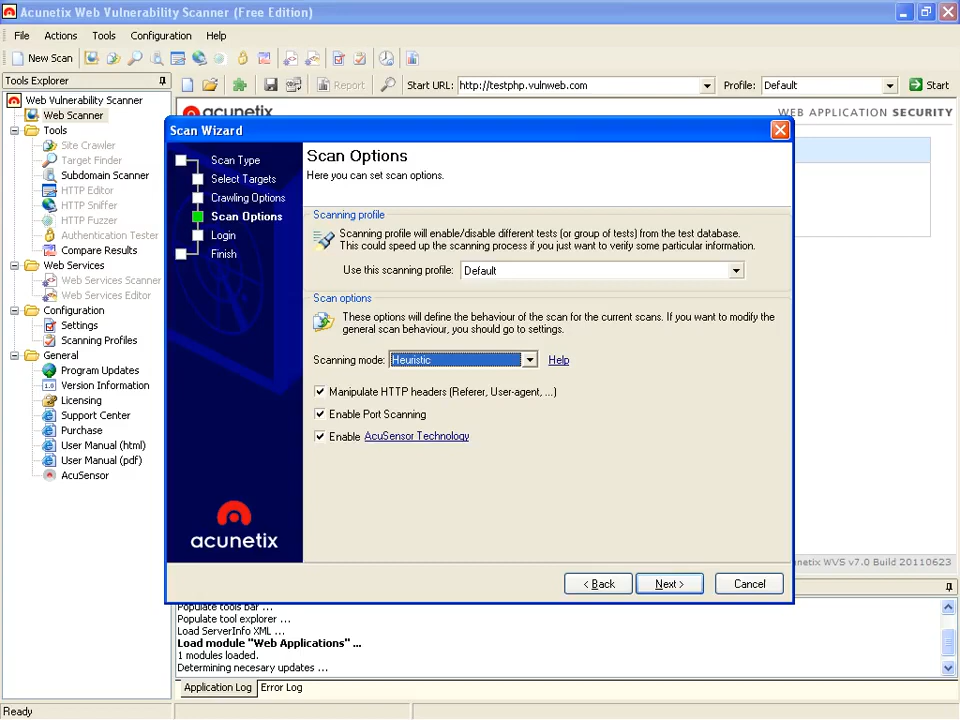 Acunetix Web Vulnerability Scanner (Free Edition)
File Actions Tools Configuration Help
New Scan
Tools Explorer
Report Start URL: http://testphp.vulnweb.com Profile: Default Start
Web Vulnerability Scanner
Web Scanner
Tools
Site Crawler
Target Finder
Subdomain Scanner
HTTP Editor
HTTP Sniffer
HTTP Fuzzer
Authentication Tester
Compare Results
Web Services
Web Services Scanner
Web Services Editor
Configuration
Settings
Scanning Profiles
General
Program Updates
Version Information
Licensing
Support Center
Purchase
User Manual (html)
User Manual (pdf)
AcuSensor
acunetix WEB APPLICATION SECURITY
Scan Wizard
Scan Type
Select Targets
Crawling Options
Scan Options
Login
Finish
acunetix
Scan Options
Here you can set scan options.
Scanning profile
Scanning profile will enable/disable different tests (or group of tests) from the test database.
This could speed up the scanning process if you just want to verify some particular information.
Use this scanning profile: Default
Scan options
These options will define the behaviour of the scan for the current scans. If you want to modify the
general scan behaviour, you should go to settings.
Scanning mode: Heuristic Help
Manipulate HTTP headers (Referer, User-agent, ...)
Enable Port Scanning
Enable AcuSensor Technology
< Back Next > Cancel
netix WVS v7.0 Build 20110623
Populate tools bar ...
Populate tool explorer ...
Load ServerInfo XML ...
Load module "Web Applications" ...
1 modules loaded.
Determining necesary updates ...
Application Log Error Log
Ready